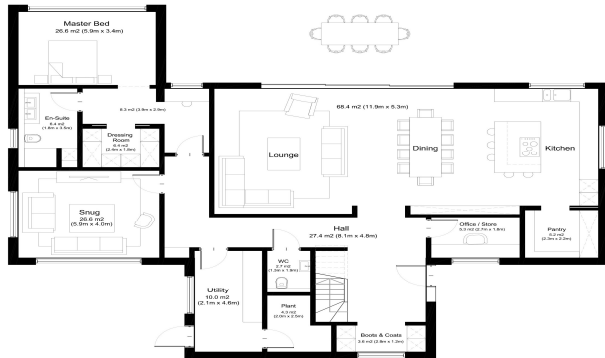 Master Bed
26.6 m2 (5.9m x 3.4m)
6.3 m2 (3.6m x 2.9m)
68.4 m2 (11.9m x 5.3m)
En-Suite
6.4 m2
(1.8m x 3.5m)
Dressing
Room
6.4 m2
(3.4m x 1.8m)
Lounge
Dining
Kitchen
Snug
26.6 m2
(5.9m x 4.0m)
Hall
27.4 m2 (8.1m x 4.8m)
Office / Store
5.3 m2 (2.7m x 1.8m)
Pantry
5.0 m2
(2.3m x 2.2m)
WC
2.7 m2
(1.5m x 1.8m)
Utility
10.0 m2
(2.1m x 4.6m)
Plant
4.3 m2
(2.0m x 2.5m)
Boots & Coats
3.6 m2 (2.8m x 1.2m)